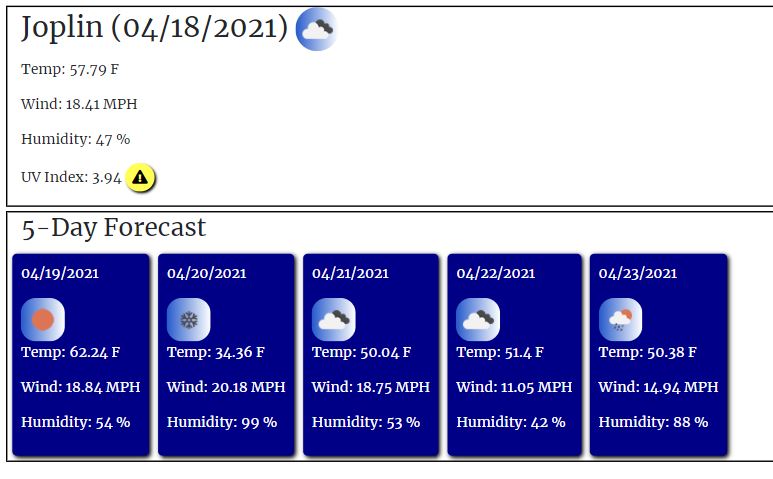 Joplin (04/18/2021)
Temp: 57.79 F
Wind: 18.41 MPH
Humidity: 47 %
UV Index: 3.94
5-Day Forecast
04/19/2021
Temp: 62.24 F
Wind: 18.84 MPH
Humidity: 54 %
04/20/2021
Temp: 34.36 F
Wind: 20.18 MPH
Humidity: 99 %
04/21/2021
Temp: 50.04 F
Wind: 18.75 MPH
Humidity: 53 %
04/22/2021
Temp: 51.4 F
Wind: 11.05 MPH
Humidity: 42 %
04/23/2021
Temp: 50.38 F
Wind: 14.94 MPH
Humidity: 88 %